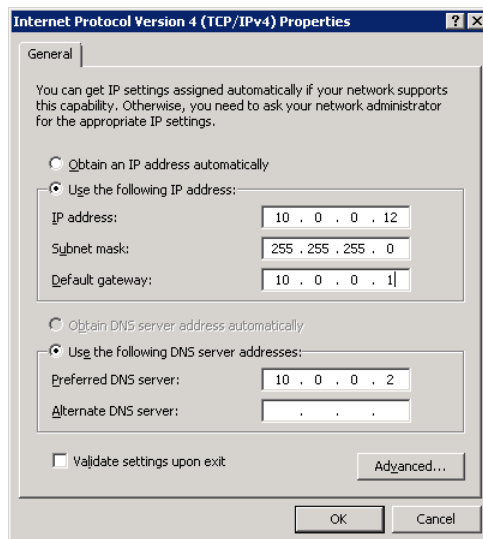 Internet Protocol Version 4 (TCP/IPv4) Properties
General
You can get IP settings assigned automatically if your network supports
this capability. Otherwise, you need to ask your network administrator
for the appropriate IP settings.
Obtain an IP address automatically
Use the following IP address:
IP address: 10 . 0 . 0 . 12
Subnet mask: 255 . 255 . 255 . 0
Default gateway: 10 . 0 . 0 . 1
Obtain DNS server address automatically
Use the following DNS server addresses:
Preferred DNS server: 10 . 0 . 0 . 2
Alternate DNS server: . . .
Validate settings upon exit
Advanced...
OK Cancel